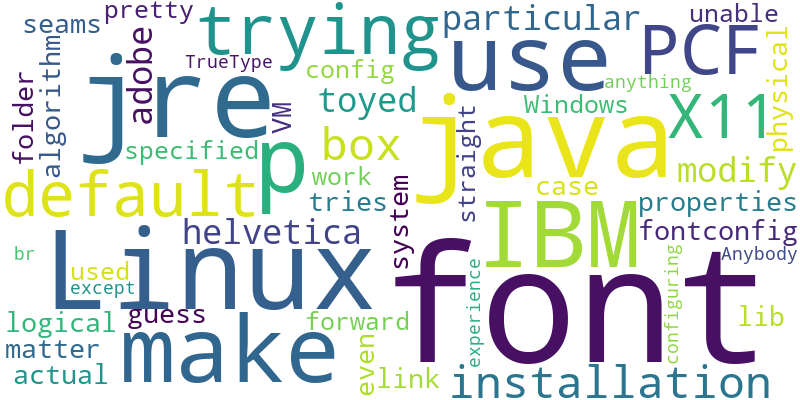 pretty
seams
trying
particular
unable
TrueType
adobe
config
use
PCF
anything
physical
folder
algorithm
jre
VM
toyed
java
Windows
X11
specified
p
box
straight
modify
default
work
tries
system
case
properties
helvetica
IBM
fontconfig
br
Linux
font
Anybody
used
except
experience
configuring
logical
guess
make
forward
lib
matter
actual
even
link
installation